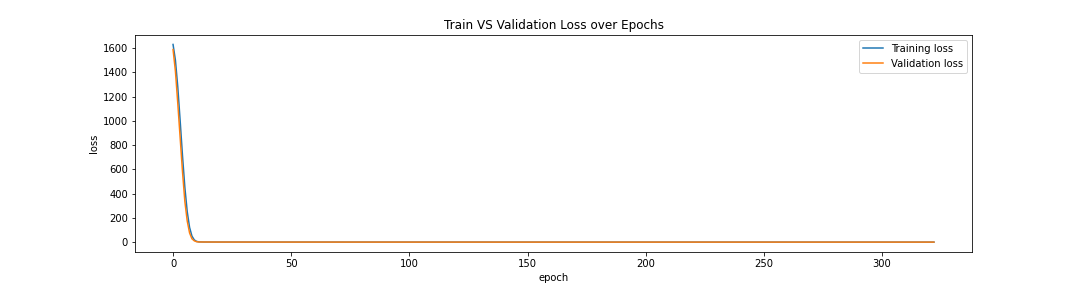 Train VS Validation Loss over Epochs
Training loss
Validation loss
1600
1400
1200
1000
800
600
400
200
0
loss
0 50 100 150 200 250 300
epoch